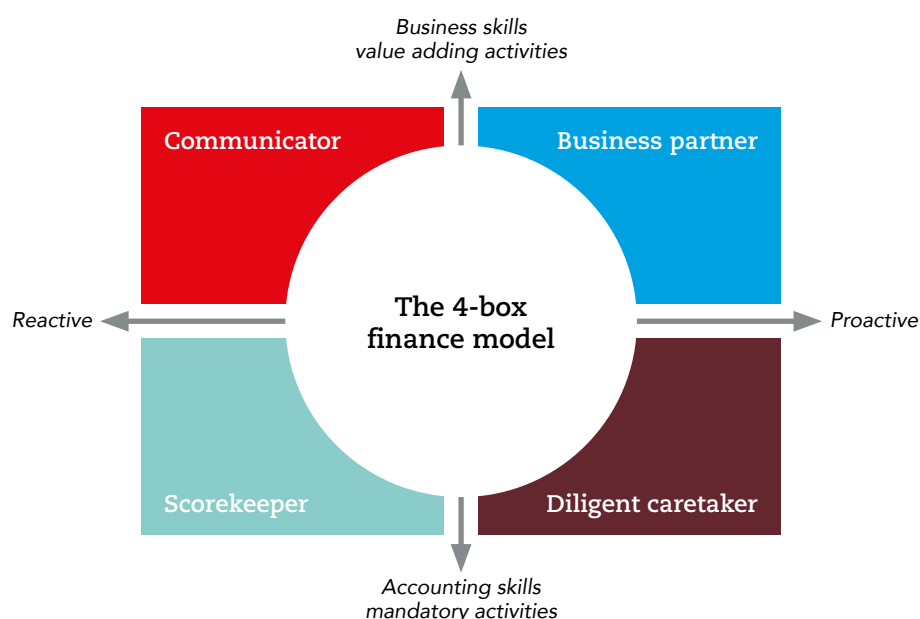 Business skills
value adding activities
Communicator
Business partner
Reactive
The 4-box
finance model
Proactive
Scorekeeper
Diligent caretaker
Accounting skills
mandatory activities